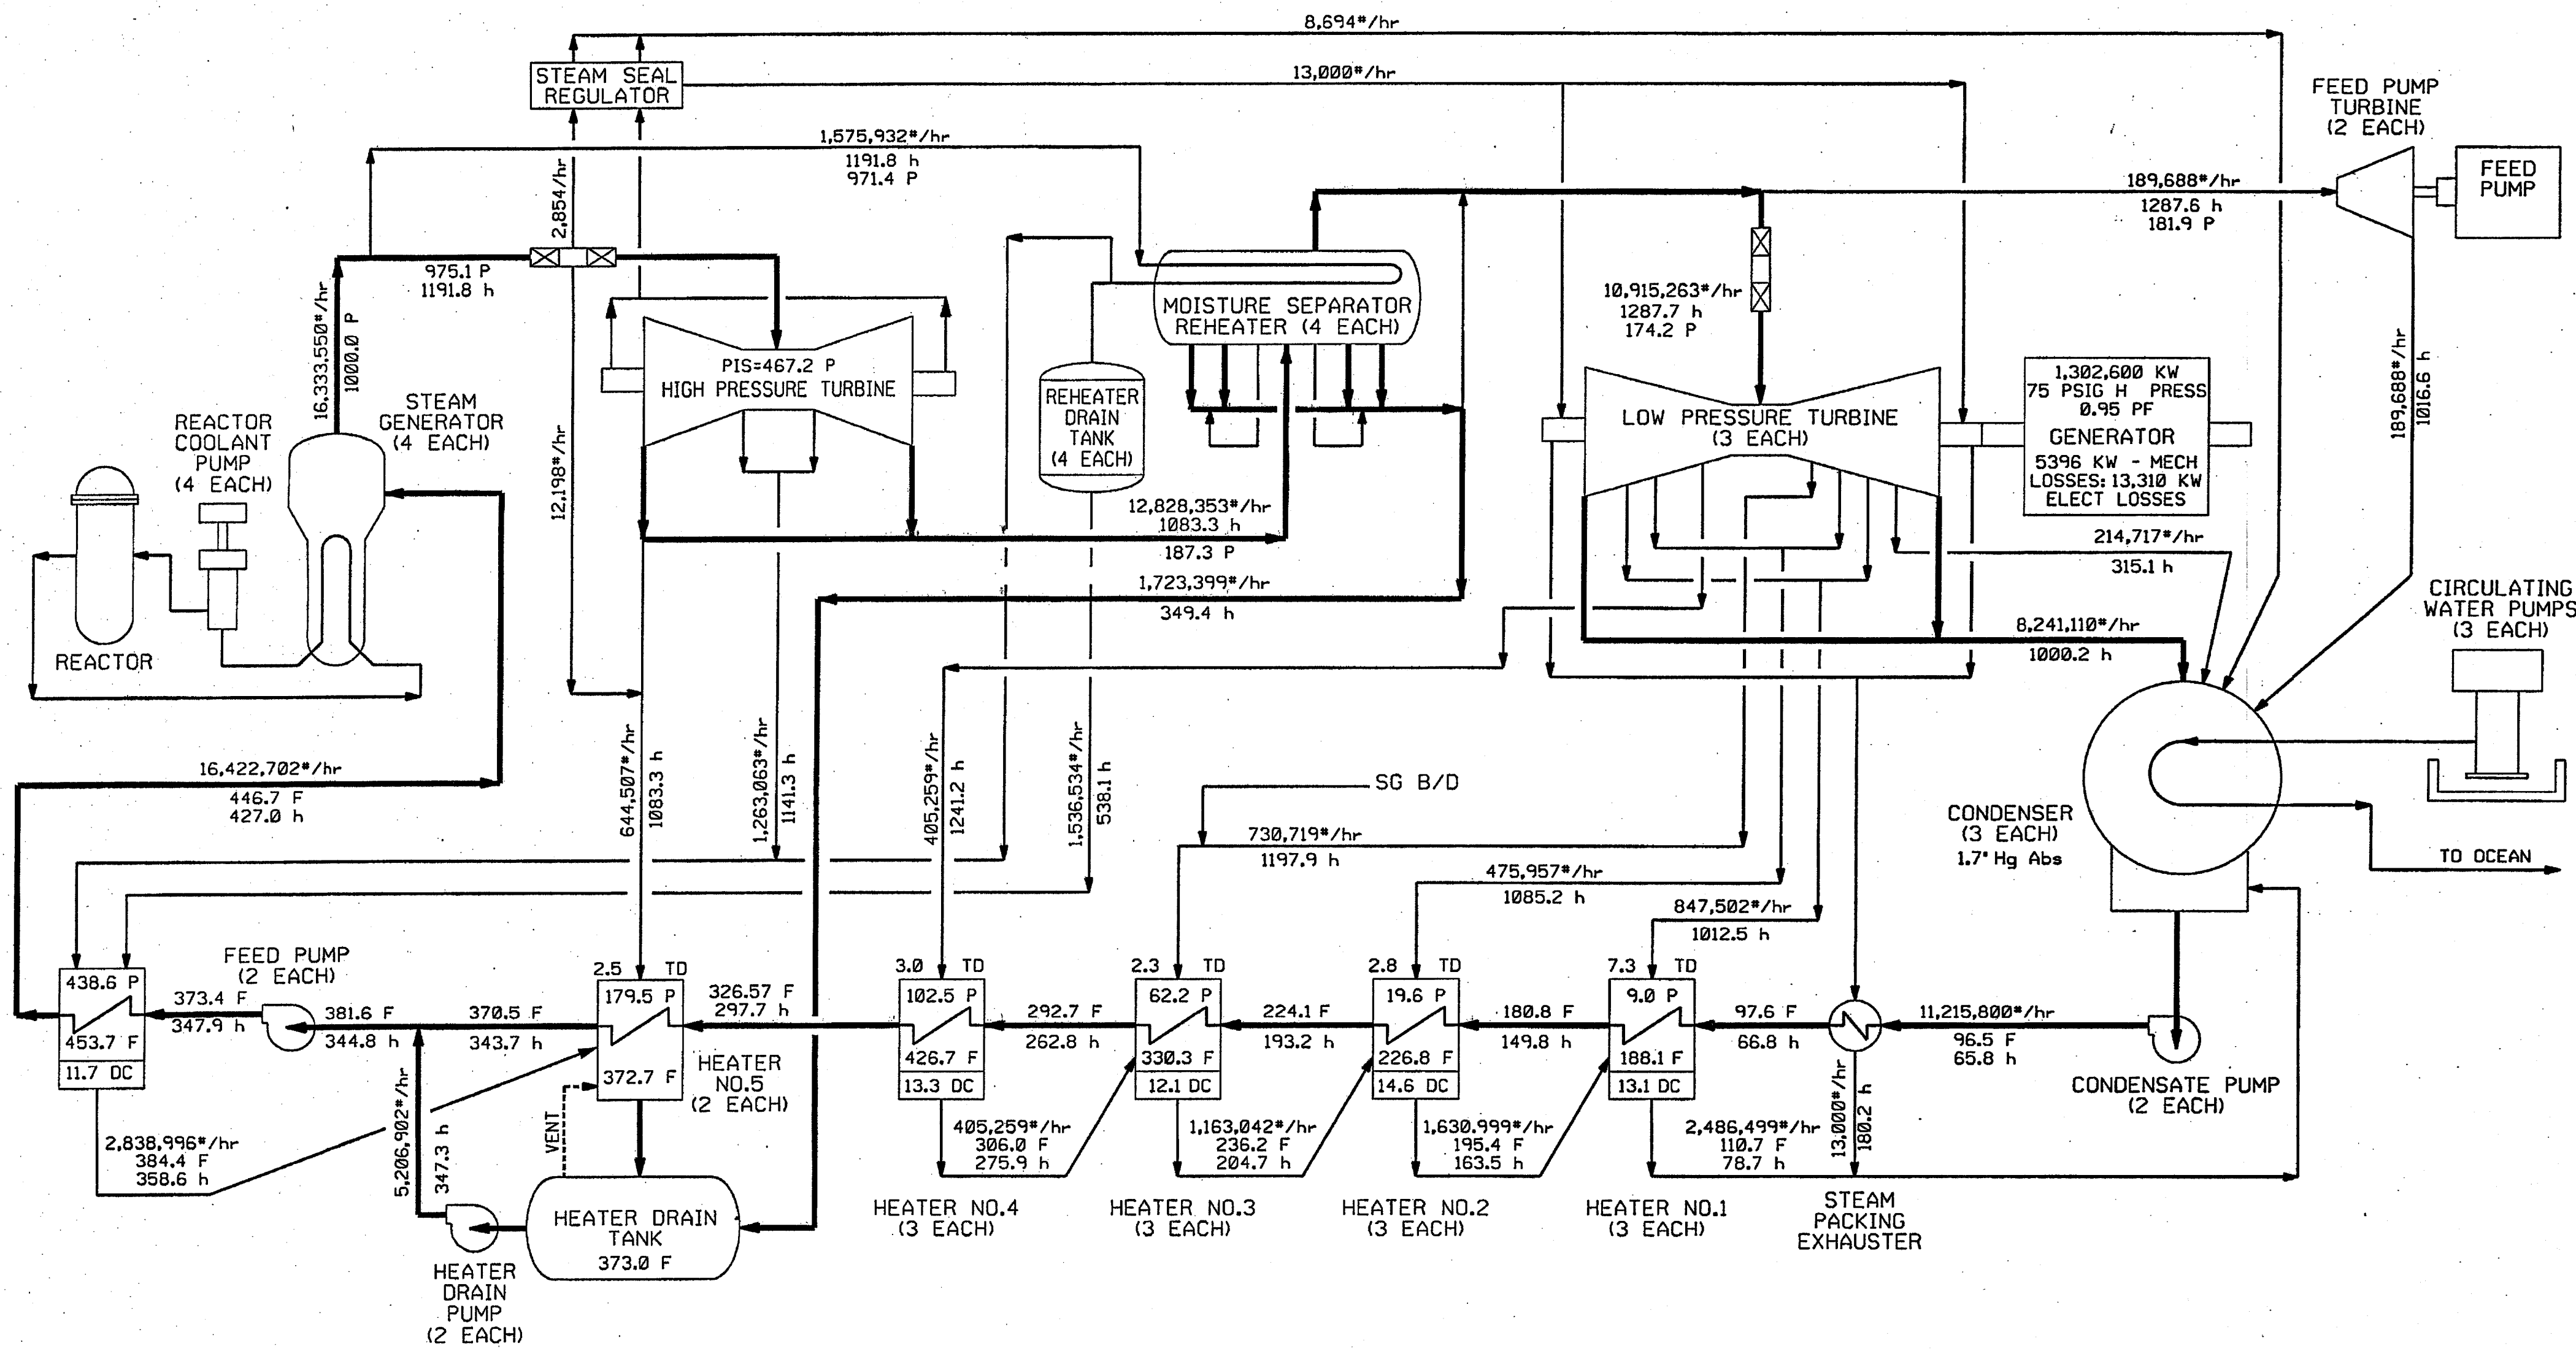 8,694#/hr
STEAM SEAL
REGULATOR
13,000#/hr
FEED PUMP
TURBINE
(2 EACH)
FEED
PUMP
1,575,932#/hr
1191.8 h
971.4 P
2,854/hr
189,688#/hr
1287.6 h
181.9 P
975.1 P
1191.8 h
16,333,550#/hr
1000.0 P
MOISTURE SEPARATOR
REHEATER (4 EACH)
10,915,263#/hr
1287.7 h
174.2 P
PIS=467.2 P
HIGH PRESSURE TURBINE
REHEATER
DRAIN
TANK
(4 EACH)
LOW PRESSURE TURBINE
(3 EACH)
1,302,600 KW
75 PSIG H PRESS
0.95 PF
GENERATOR
5396 KW - MECH
LOSSES: 13,310 KW
ELECT LOSSES
189,688#/hr
1016.6 h
STEAM
GENERATOR
(4 EACH)
REACTOR
COOLANT
PUMP
(4 EACH)
12,198#/hr
12,828,353#/hr
1083.3 h
187.3 P
214,717#/hr
315.1 h
1,723,399#/hr
349.4 h
CIRCULATING
WATER PUMPS
(3 EACH)
8,241,110#/hr
1000.2 h
REACTOR
16,422,702#/hr
446.7 F
427.0 h
644,507#/hr
1083.3 h
1,263,063#/hr
1141.3 h
405,259#/hr
1241.2 h
1,536,534#/hr
538.1 h
SG B/D
730,719#/hr
1197.9 h
475,957#/hr
1085.2 h
847,502#/hr
1012.5 h
CONDENSER
(3 EACH)
1.7" Hg Abs
TO OCEAN
FEED PUMP
(2 EACH)
438.6 P
453.7 F
11.7 DC
373.4 F
347.9 h
381.6 F
344.8 h
370.5 F
343.7 h
2.5 TD
179.5 P
372.7 F
326.57 F
297.7 h
HEATER
NO.5
(2 EACH)
3.0 TD
102.5 P
426.7 F
13.3 DC
292.7 F
262.8 h
2.3 TD
62.2 P
330.3 F
12.1 DC
224.1 F
193.2 h
2.8 TD
19.6 P
226.8 F
14.6 DC
180.8 F
149.8 h
7.3 TD
9.0 P
188.1 F
13.1 DC
97.6 F
66.8 h
11,215,800#/hr
96.5 F
65.8 h
CONDENSATE PUMP
(2 EACH)
2,838,996#/hr
384.4 F
358.6 h
5,206,902#/hr
347.3 h
VENT
405,259#/hr
306.0 F
275.9 h
1,163,042#/hr
236.2 F
204.7 h
1,630,999#/hr
195.4 F
163.5 h
2,486,499#/hr
110.7 F
78.7 h
13,000#/hr
180.2 h
HEATER DRAIN
TANK
373.0 F
HEATER NO.4
(3 EACH)
HEATER NO.3
(3 EACH)
HEATER NO.2
(3 EACH)
HEATER NO.1
(3 EACH)
STEAM
PACKING
EXHAUSTER
HEATER
DRAIN
PUMP
(2 EACH)